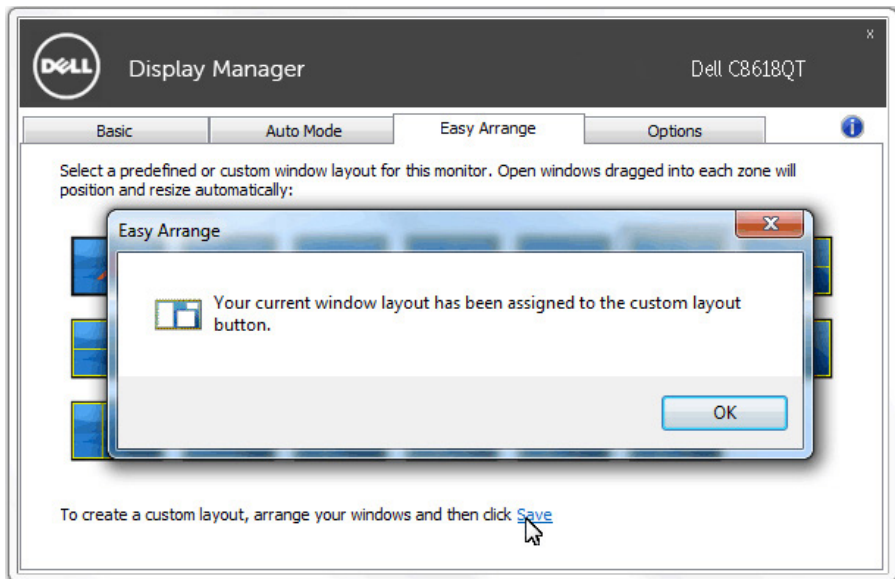 DELL
Display Manager
Dell C8618QT
x
Basic
Auto Mode
Easy Arrange
Options
i
Select a predefined or custom window layout for this monitor. Open windows dragged into each zone will
position and resize automatically:
Easy Arrange
x
Your current window layout has been assigned to the custom layout
button.
OK
To create a custom layout, arrange your windows and then click Save